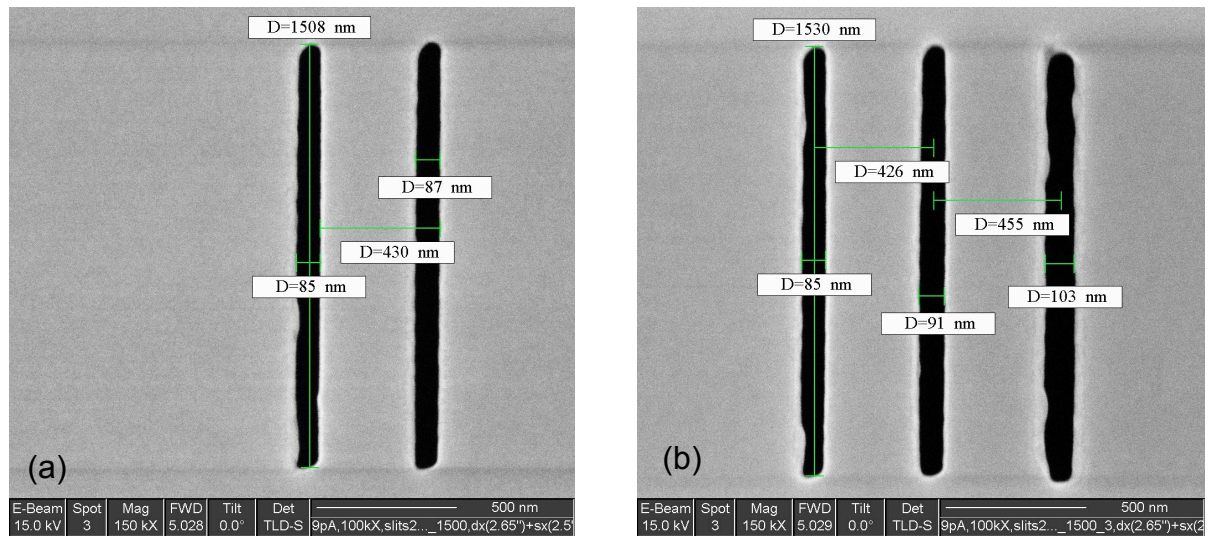 D=1508 nm
D=87 nm
D=430 nm
D=85 nm
(a)
E-Beam Spot Mag FWD Tilt Det 500 nm
15.0 kV 3 150 kX 5.028 0.0° TLD-S 9pA,100kX,slits2..._1500,dx(2.65")+sx(2.5'
D=1530 nm
D=426 nm
D=455 nm
D=85 nm
D=103 nm
D=91 nm
(b)
E-Beam Spot Mag FWD Tilt Det 500 nm
15.0 kV 3 150 kX 5.029 0.0° TLD-S 9pA,100kX,slits2..._1500_3,dx(2.65")+sx(2